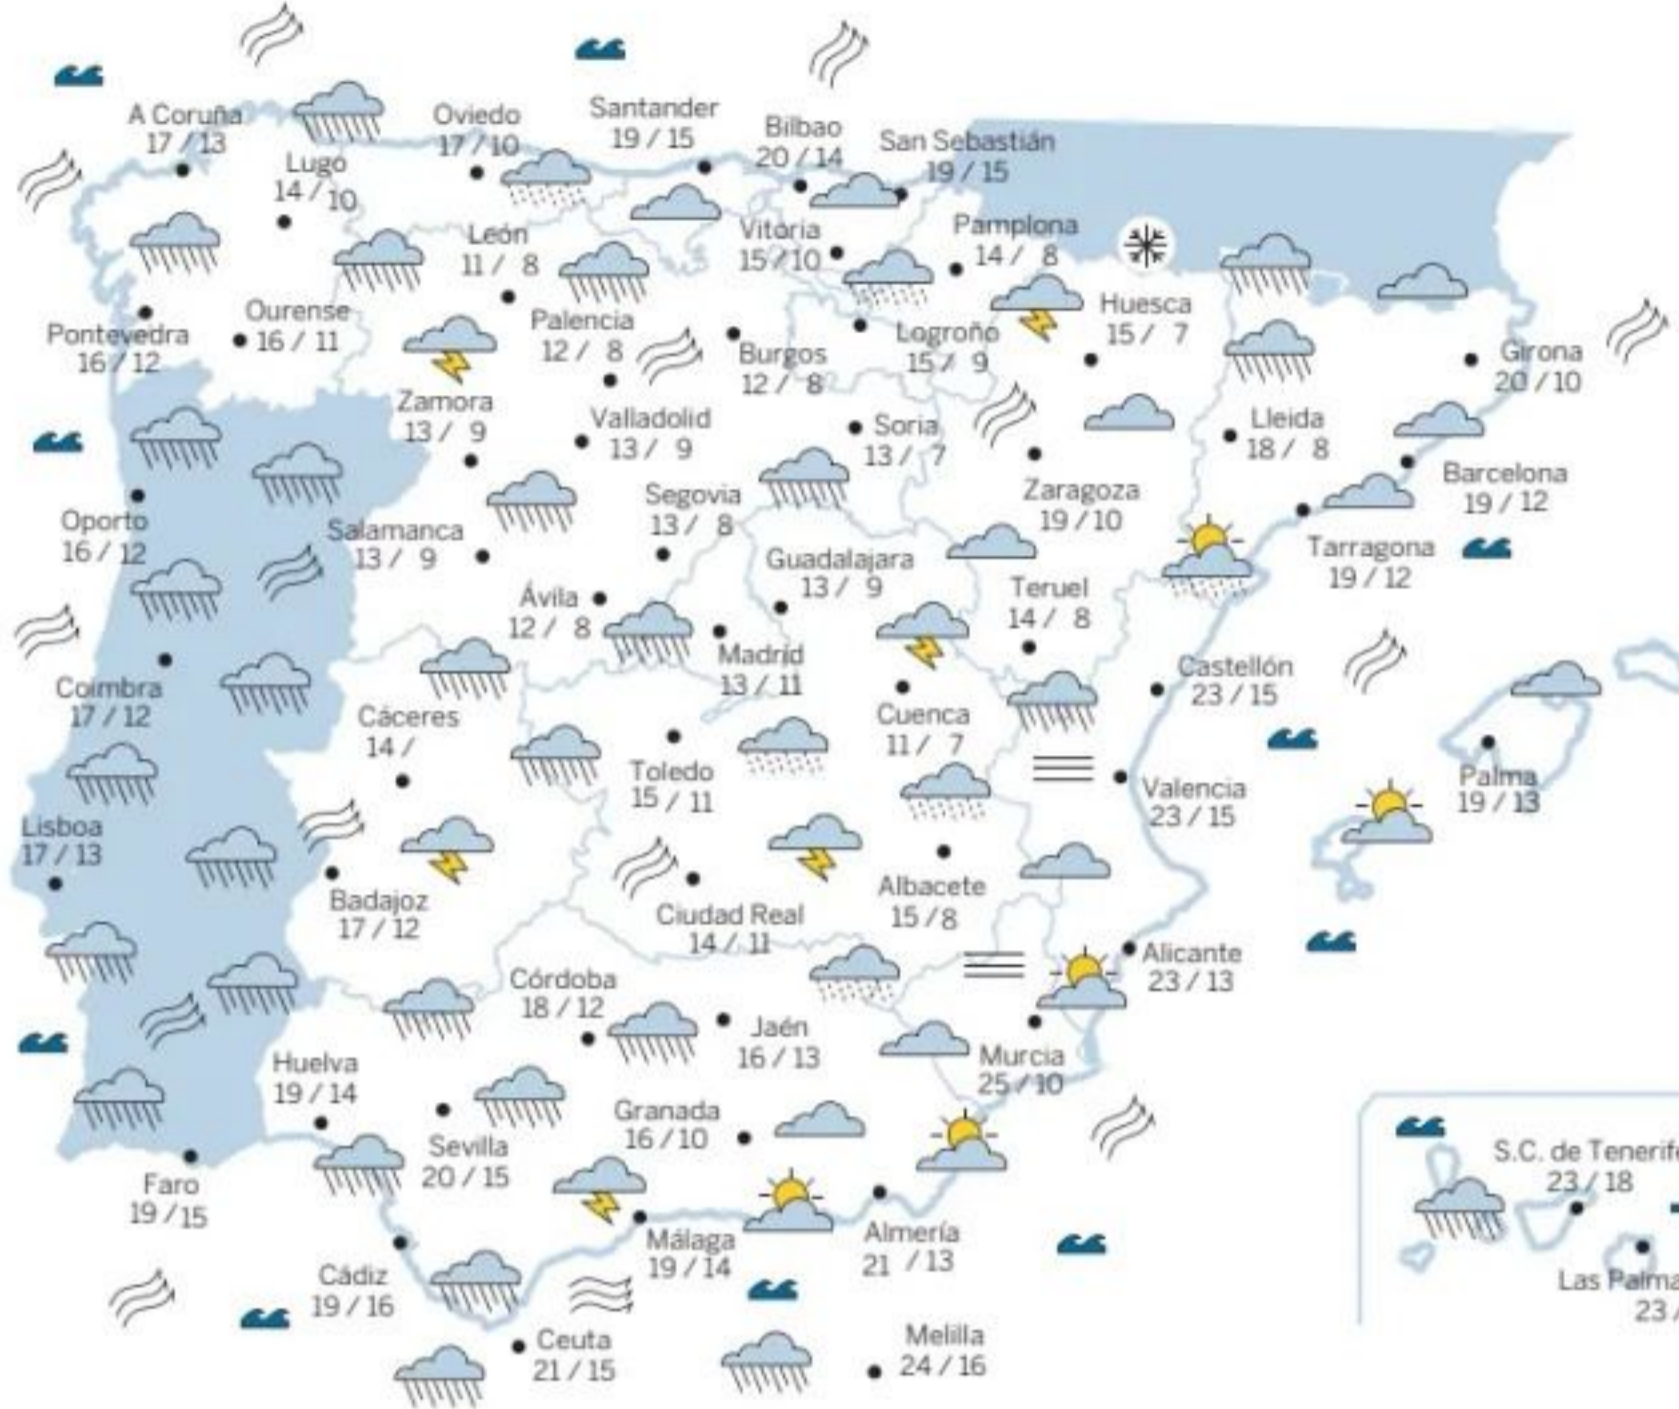 A Coruña
17 / 13
Oviedo
17 / 10
Santander
19 / 15
Bilbao
20 / 14
San Sebastián
19 / 15
Lugo
14 / 10
León
11 / 8
Vitoria
15 / 10
Pamplona
14 / 8
Pontevedra
16 / 12
Ourense
16 / 11
Palencia
12 / 8
Burgos
12 / 8
Logroño
15 / 9
Huesca
15 / 7
Girona
20 / 10
Zamora
13 / 9
Valladolid
13 / 9
Soria
13 / 7
Lleida
18 / 8
Barcelona
19 / 12
Oporto
16 / 12
Salamanca
13 / 9
Segovia
13 / 8
Zaragoza
19 / 10
Guadalajara
13 / 9
Tarragona
19 / 12
Ávila
12 / 8
Teruel
14 / 8
Madrid
13 / 11
Castellón
23 / 15
Coimbra
17 / 12
Cáceres
14 /
Cuenca
11 / 7
Toledo
15 / 11
Valencia
23 / 15
Palma
19 / 13
Lisboa
17 / 13
Badajoz
17 / 12
Ciudad Real
14 / 11
Albacete
15 / 8
Alicante
23 / 13
Córdoba
18 / 12
Jaén
16 / 13
Murcia
25 / 10
Huelva
19 / 14
Sevilla
20 / 15
Granada
16 / 10
Faro
19 / 15
Málaga
19 / 14
Almería
21 / 13
Cádiz
19 / 16
Ceuta
21 / 15
Melilla
24 / 16
S.C. de Tenerife
23 / 18
Las Palma
23 /